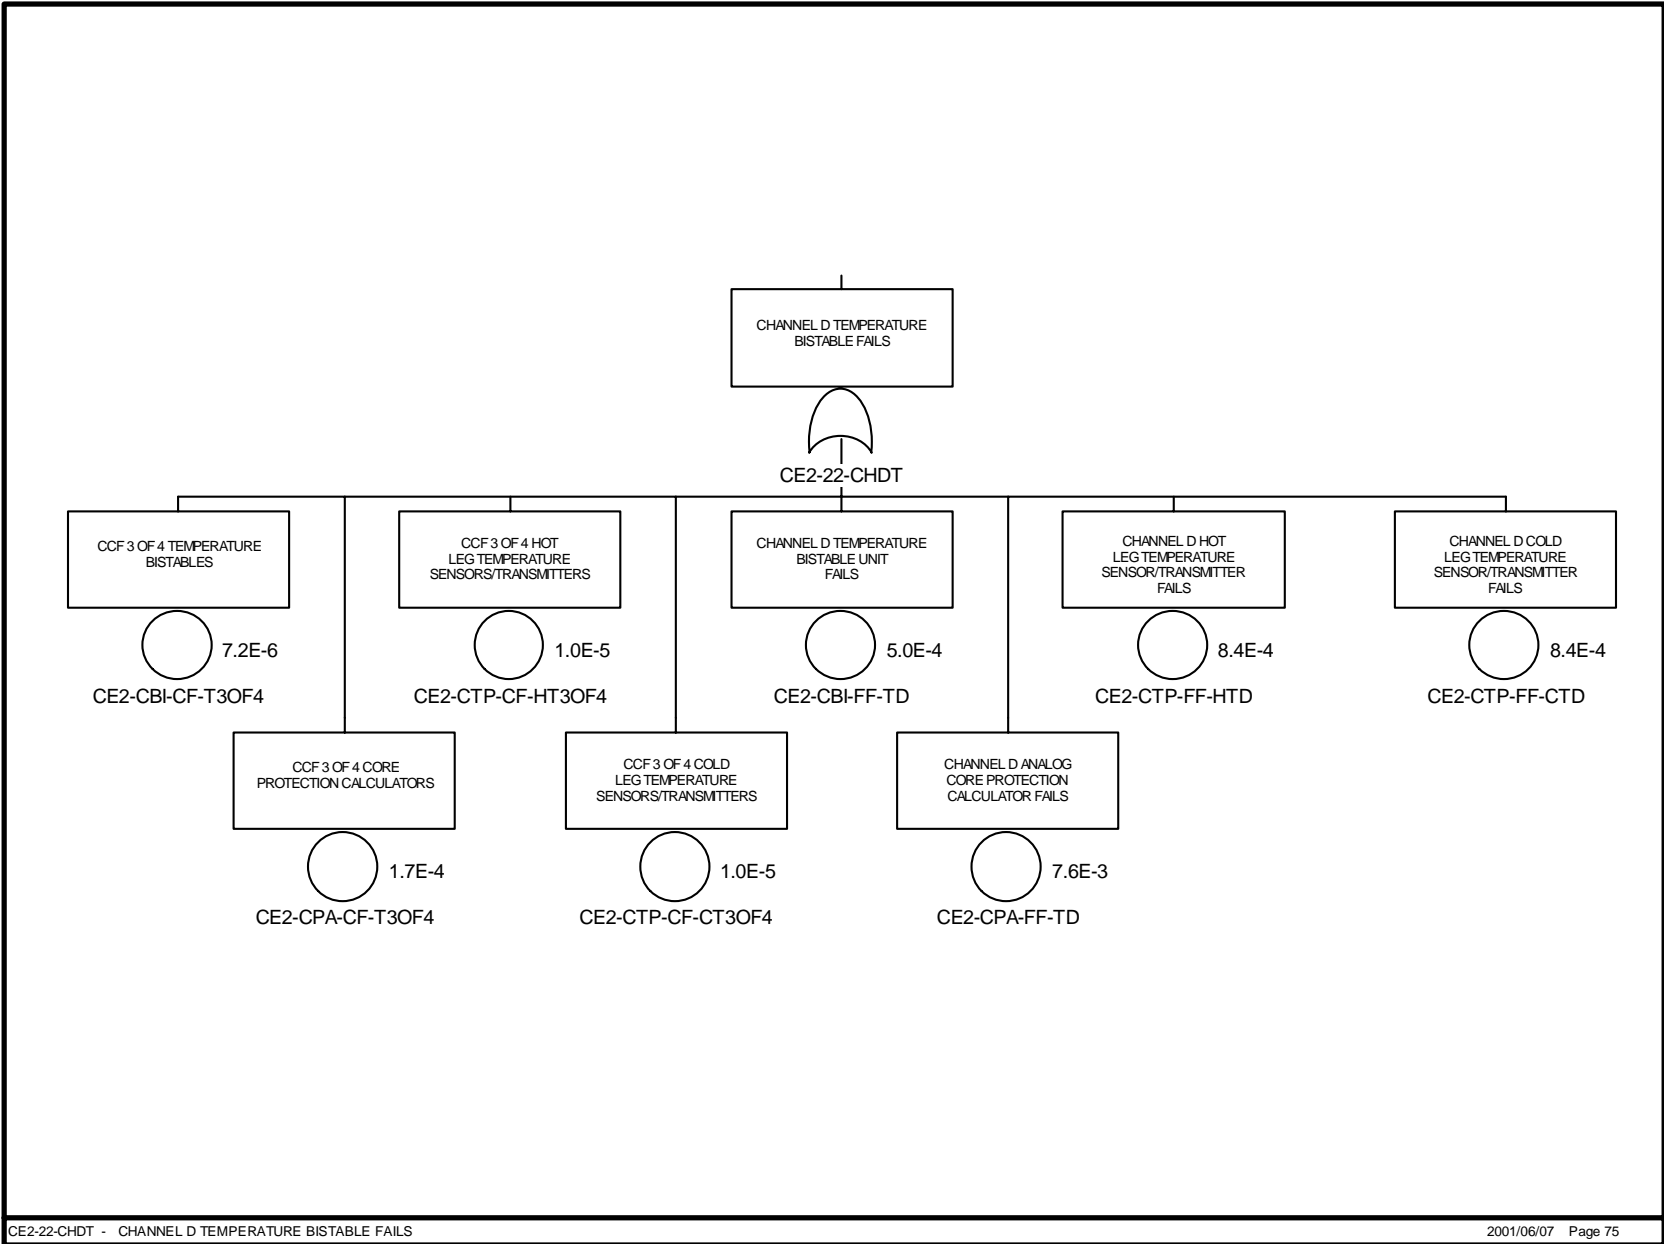 CHANNEL D TEMPERATURE
BISTABLE FAILS
CE2-22-CHDT
CCF 3 OF 4 TEMPERATURE
BISTABLES
7.2E-6
CE2-CBI-CF-T3OF4
CCF 3 OF 4 HOT
LEG TEMPERATURE
SENSORS/TRANSMITTERS
1.0E-5
CE2-CTP-CF-HT3OF4
CHANNEL D TEMPERATURE
BISTABLE UNIT
FAILS
5.0E-4
CE2-CBI-FF-TD
CHANNEL D HOT
LEG TEMPERATURE
SENSOR/TRANSMITTER
FAILS
8.4E-4
CE2-CTP-FF-HTD
CHANNEL D COLD
LEG TEMPERATURE
SENSOR/TRANSMITTER
FAILS
8.4E-4
CE2-CTP-FF-CTD
CCF 3 OF 4 CORE
PROTECTION CALCULATORS
1.7E-4
CE2-CPA-CF-T3OF4
CCF 3 OF 4 COLD
LEG TEMPERATURE
SENSORS/TRANSMITTERS
1.0E-5
CE2-CTP-CF-CT3OF4
CHANNEL D ANALOG
CORE PROTECTION
CALCULATOR FAILS
7.6E-3
CE2-CPA-FF-TD
CE2-22-CHDT - CHANNEL D TEMPERATURE BISTABLE FAILS
2001/06/07 Page 75